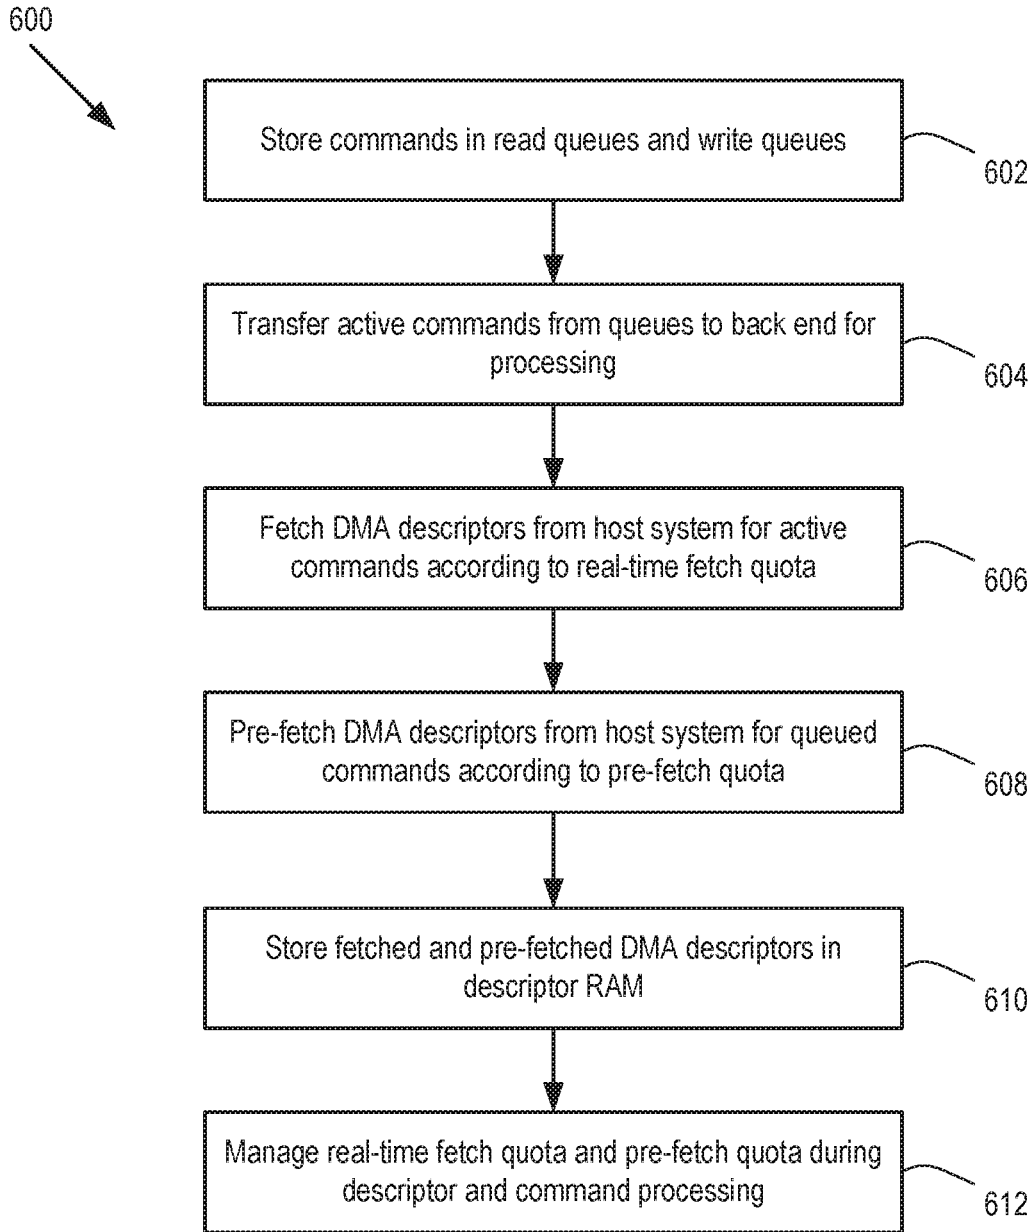 600
Store commands in read queues and write queues
602
Transfer active commands from queues to back end for
processing
604
Fetch DMA descriptors from host system for active
commands according to real-time fetch quota
606
Pre-fetch DMA descriptors from host system for queued
commands according to pre-fetch quota
608
Store fetched and pre-fetched DMA descriptors in
descriptor RAM
610
Manage real-time fetch quota and pre-fetch quota during
descriptor and command processing
612